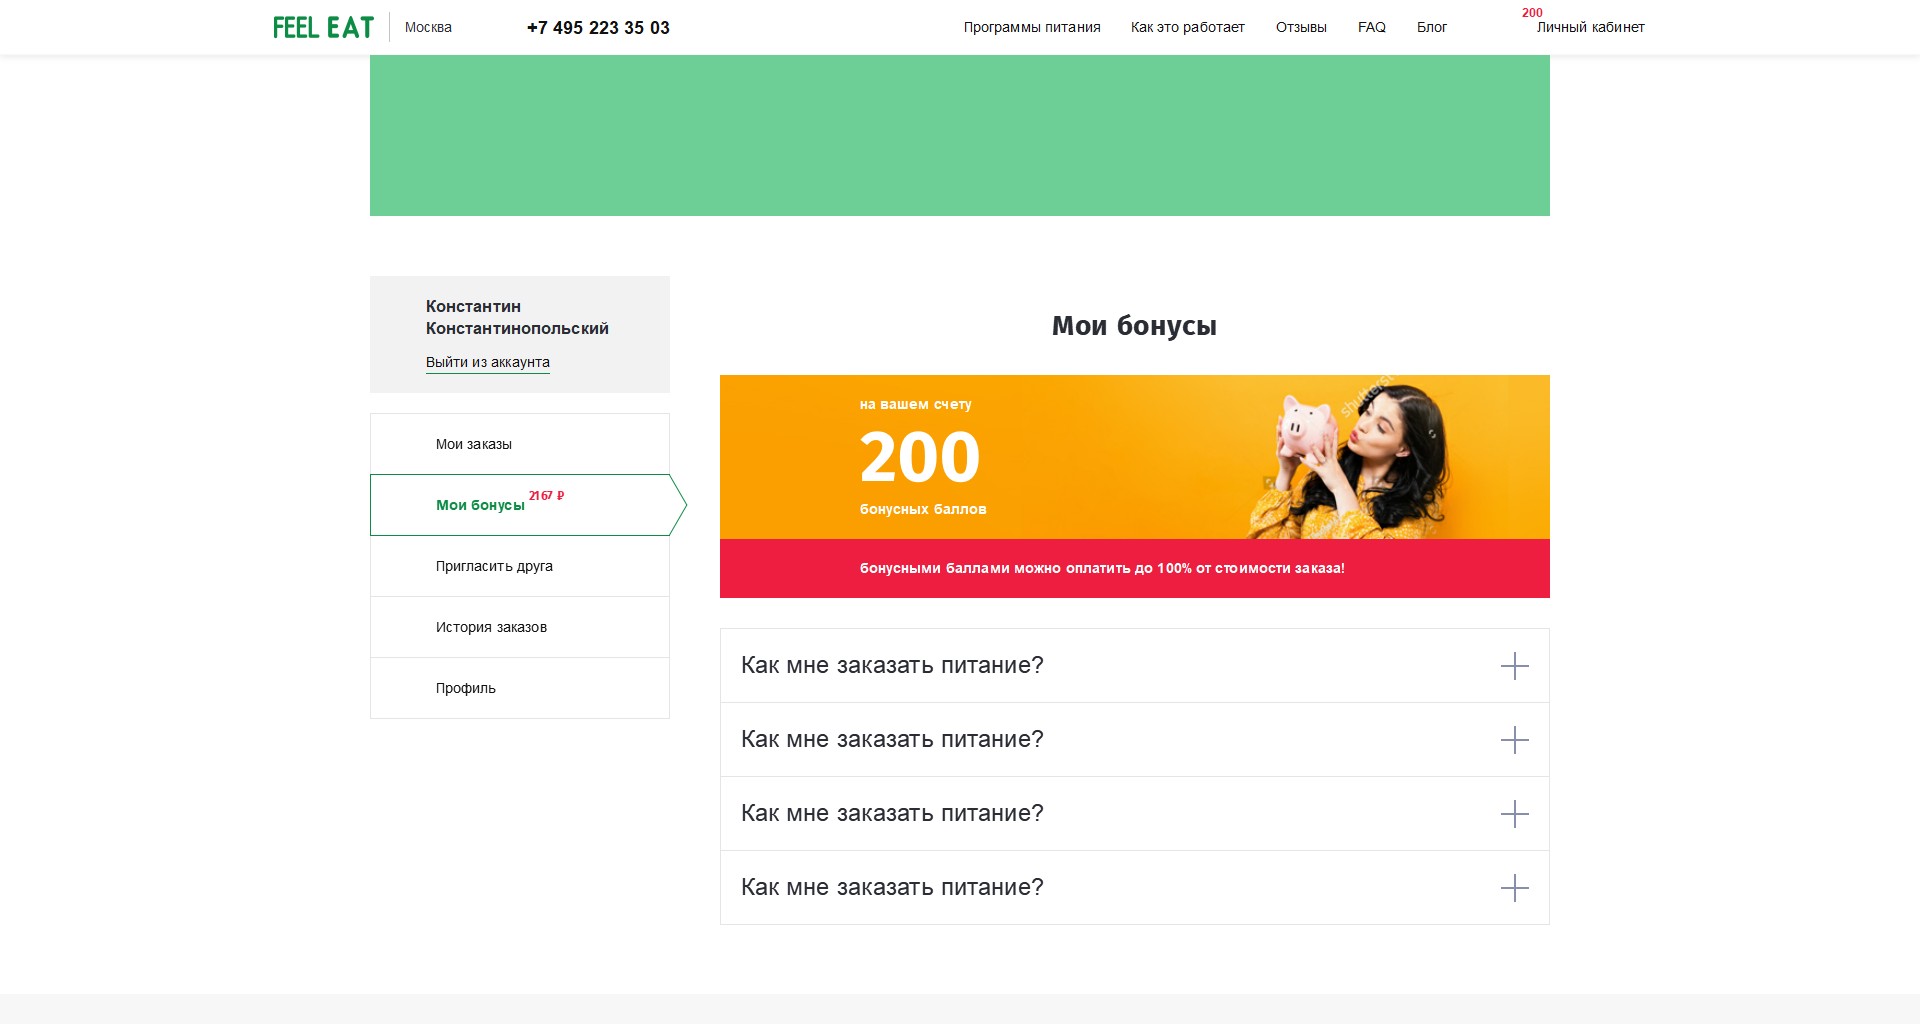 FEEL EAT
Москва
+7 495 223 35 03
Программы питания
Как это работает
Отзывы
FAQ
Блог
200
Личный кабинет
Константин
Константинопольский
Выйти из аккаунта
Мои заказы
Мои бонусы 2167 ₽
Пригласить друга
История заказов
Профиль
Мои бонусы
на вашем счету
200
бонусных баллов
бонусными баллами можно оплатить до 100% от стоимости заказа!
Как мне заказать питание?
Как мне заказать питание?
Как мне заказать питание?
Как мне заказать питание?